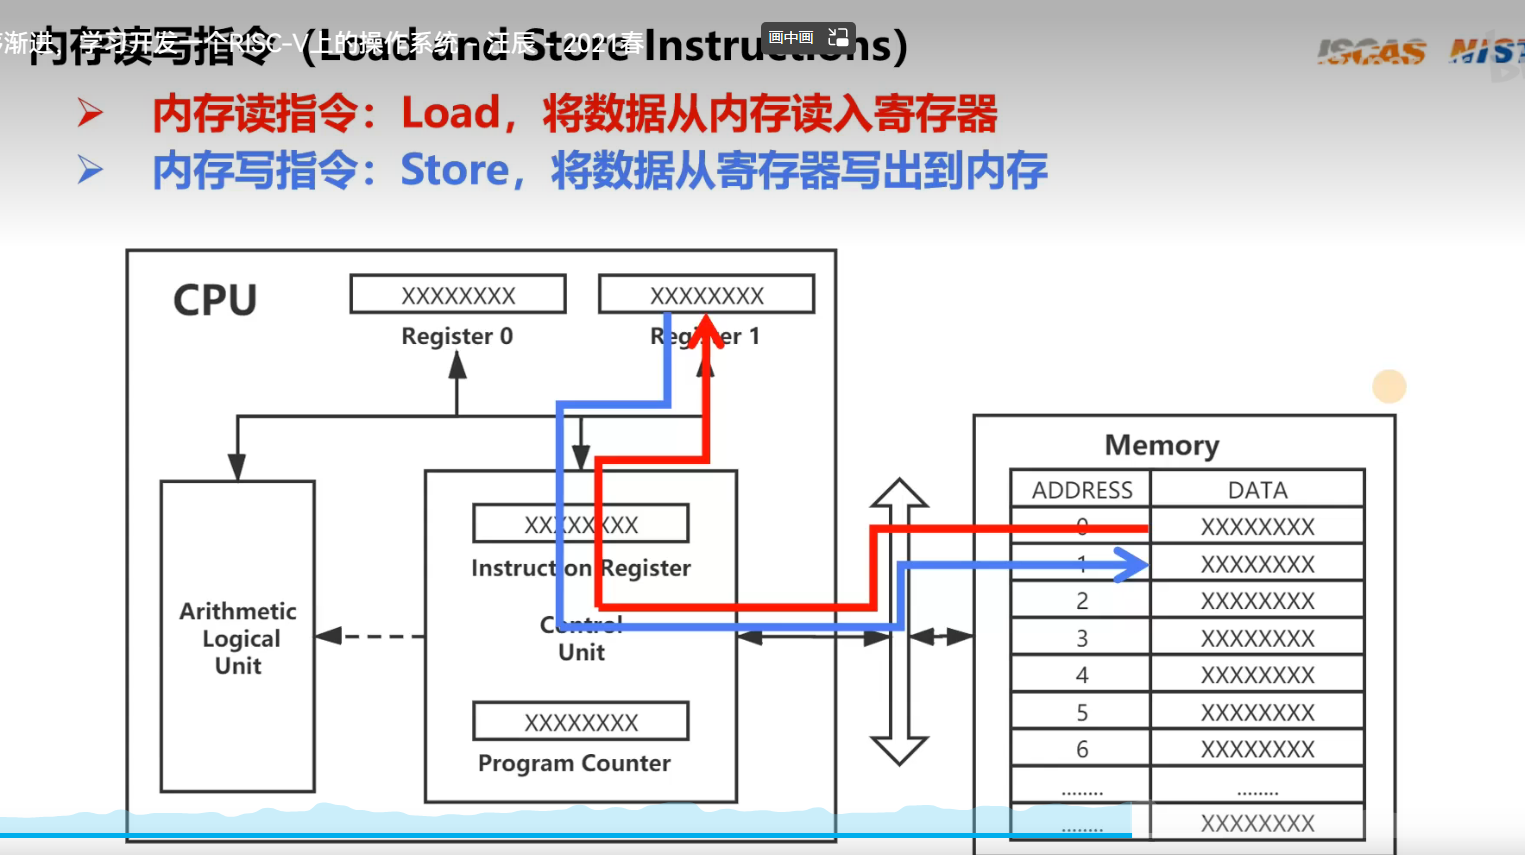 内存读写指令（Load and Store Instructions）
渐进，学习开发一个RISC-V上的操作系统 - 汪辰 - 2021春
画中画
ISCAS
➢ 内存读指令：Load，将数据从内存读入寄存器
➢ 内存写指令：Store，将数据从寄存器写出到内存
CPU
XXXXXXXX
Register 0
XXXXXXXX
Register 1
Arithmetic
Logical
Unit
XXXXXXXX
Instruction Register
Control
Unit
XXXXXXXX
Program Counter
Memory
ADDRESS DATA
0 XXXXXXXX
1 XXXXXXXX
2 XXXXXXXX
3 XXXXXXXX
4 XXXXXXXX
5 XXXXXXXX
6 XXXXXXXX
........ ........
........ XXXXXXXX